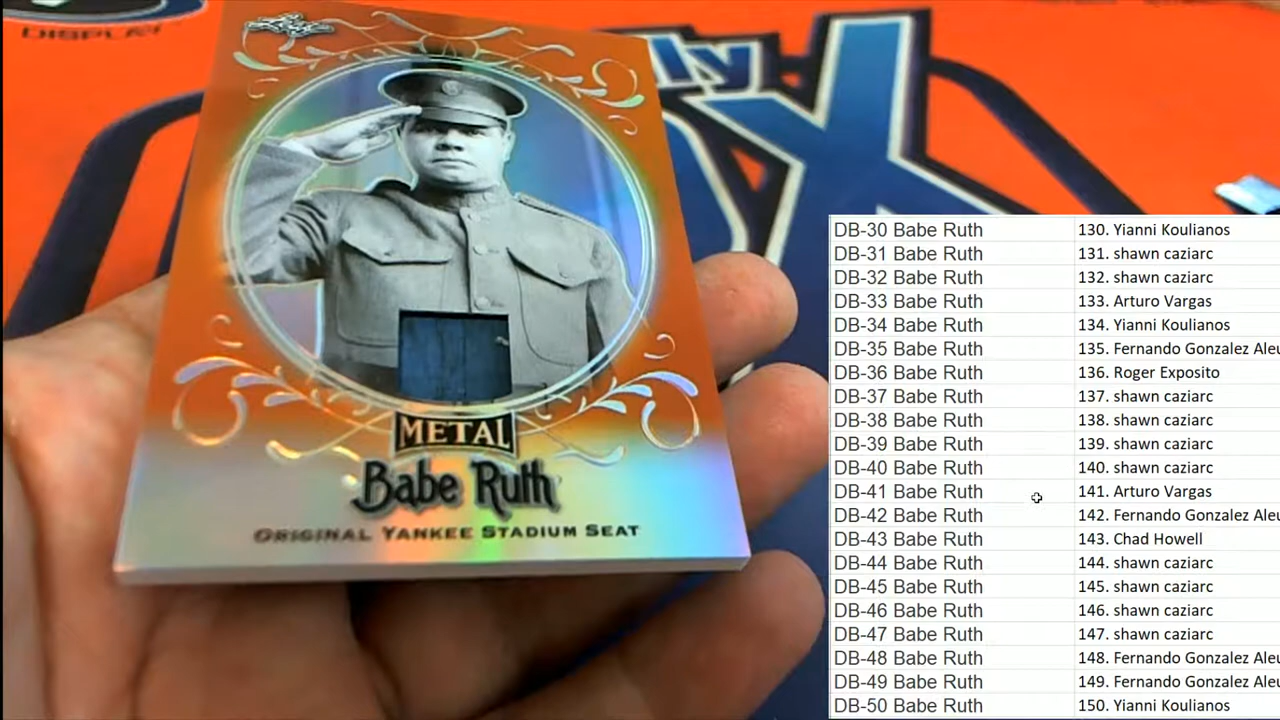 DISPLAY
ly
METAL
Babe Ruth
ORIGINAL YANKEE STADIUM SEAT
DB-30 Babe Ruth 130. Yianni Koulianos
DB-31 Babe Ruth 131. shawn caziarc
DB-32 Babe Ruth 132. shawn caziarc
DB-33 Babe Ruth 133. Arturo Vargas
DB-34 Babe Ruth 134. Yianni Koulianos
DB-35 Babe Ruth 135. Fernando Gonzalez Aleu
DB-36 Babe Ruth 136. Roger Exposito
DB-37 Babe Ruth 137. shawn caziarc
DB-38 Babe Ruth 138. shawn caziarc
DB-39 Babe Ruth 139. shawn caziarc
DB-40 Babe Ruth 140. shawn caziarc
DB-41 Babe Ruth 141. Arturo Vargas
DB-42 Babe Ruth 142. Fernando Gonzalez Aleu
DB-43 Babe Ruth 143. Chad Howell
DB-44 Babe Ruth 144. shawn caziarc
DB-45 Babe Ruth 145. shawn caziarc
DB-46 Babe Ruth 146. shawn caziarc
DB-47 Babe Ruth 147. shawn caziarc
DB-48 Babe Ruth 148. Fernando Gonzalez Aleu
DB-49 Babe Ruth 149. Fernando Gonzalez Aleu
DB-50 Babe Ruth 150. Yianni Koulianos